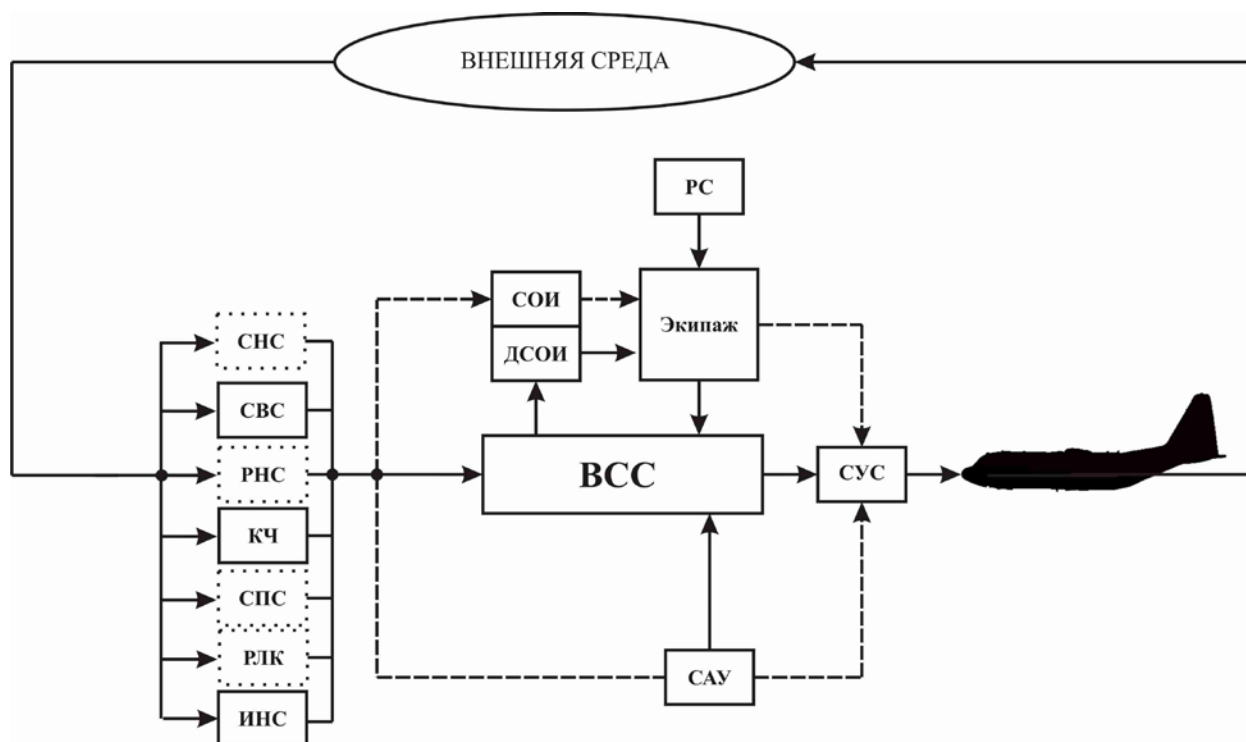 ВНЕШНЯЯ СРЕДА
РС
СОИ
ДСОИ
Экипаж
СНС
СВС
РНС
КЧ
СПС
РЛК
ИНС
ВСС
СУС
САУ